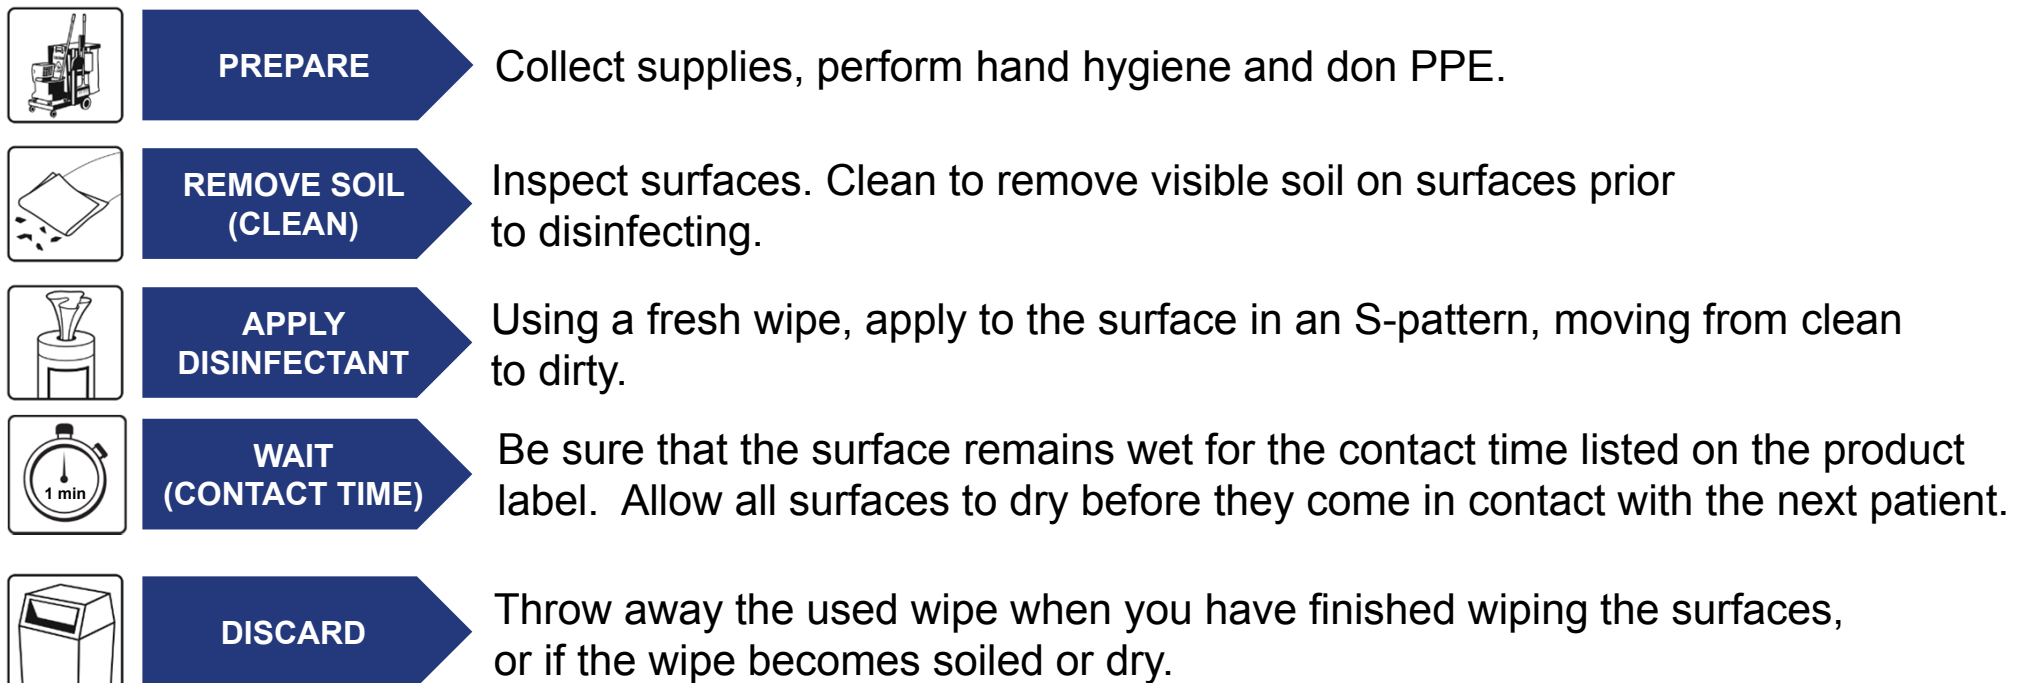 PREPARE
Collect supplies, perform hand hygiene and don PPE.
REMOVE SOIL
(CLEAN)
Inspect surfaces. Clean to remove visible soil on surfaces prior
to disinfecting.
APPLY
DISINFECTANT
Using a fresh wipe, apply to the surface in an S-pattern, moving from clean
to dirty.
1 min
WAIT
(CONTACT TIME)
Be sure that the surface remains wet for the contact time listed on the product
label.  Allow all surfaces to dry before they come in contact with the next patient.
DISCARD
Throw away the used wipe when you have finished wiping the surfaces,
or if the wipe becomes soiled or dry.